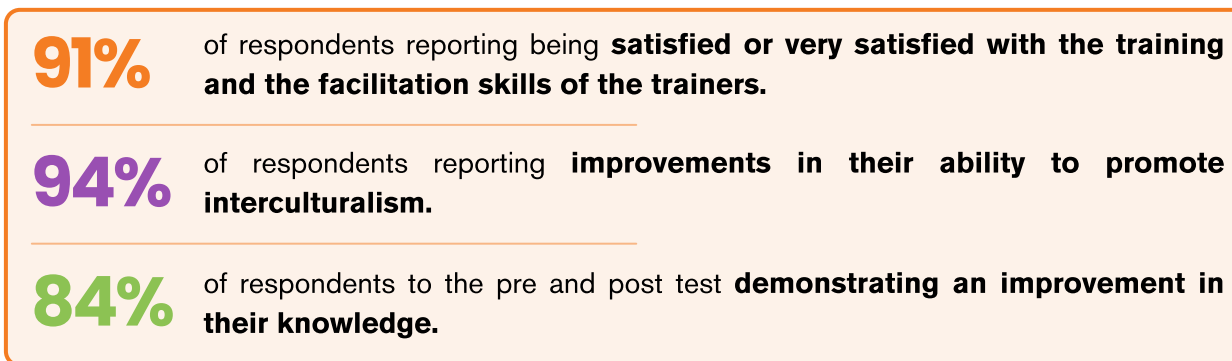 91% of respondents reporting being satisfied or very satisfied with the training
and the facilitation skills of the trainers.
94% of respondents reporting improvements in their ability to promote
interculturalism.
84% of respondents to the pre and post test demonstrating an improvement in
their knowledge.